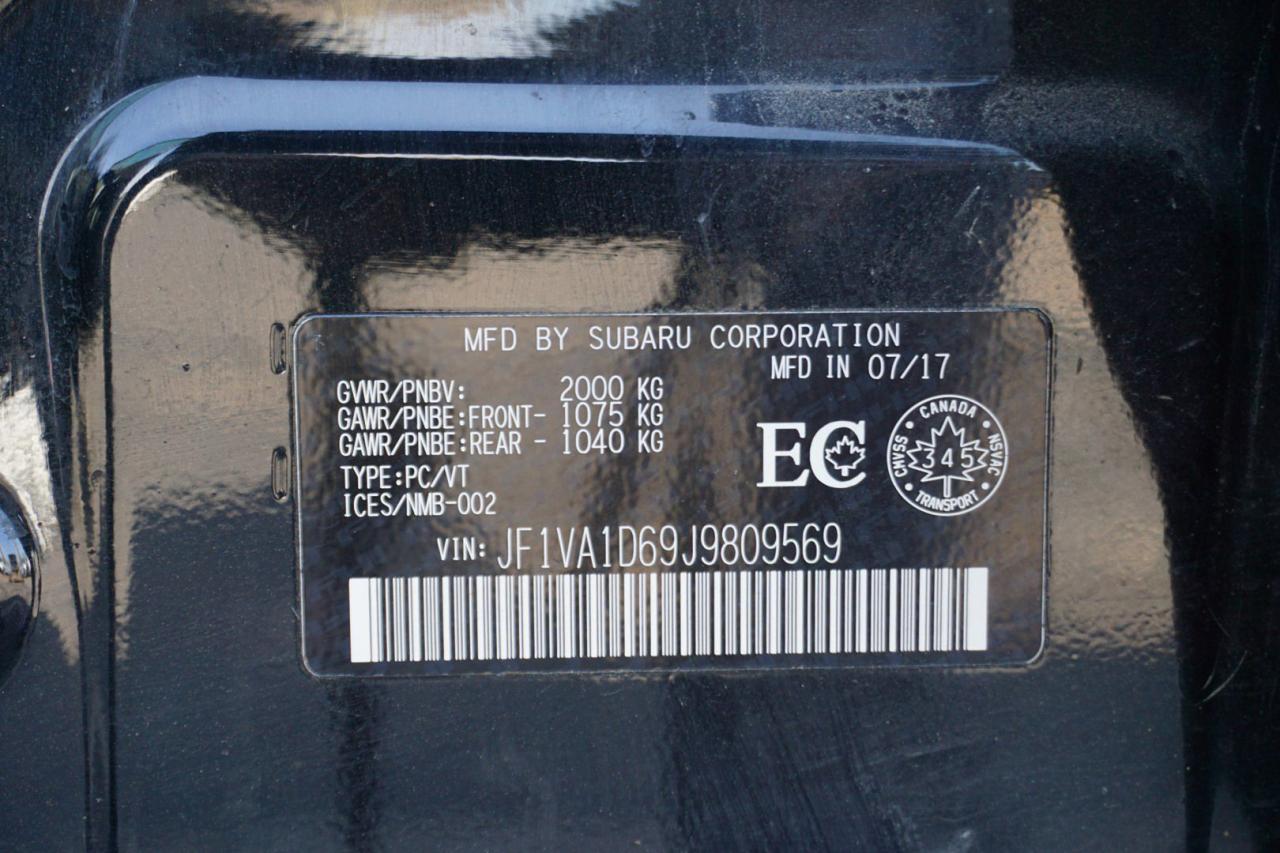 MFD BY SUBARU CORPORATION
MFD IN 07/17
GVWR/PNBV: 2000 KG
GAWR/PNBE:FRONT- 1075 KG
GAWR/PNBE:REAR - 1040 KG
TYPE:PC/VT
ICES/NMB-002
EC
CANADA
CMVSS
345
NSVAC
TRANSPORT
VIN: JF1VA1D69J9809569